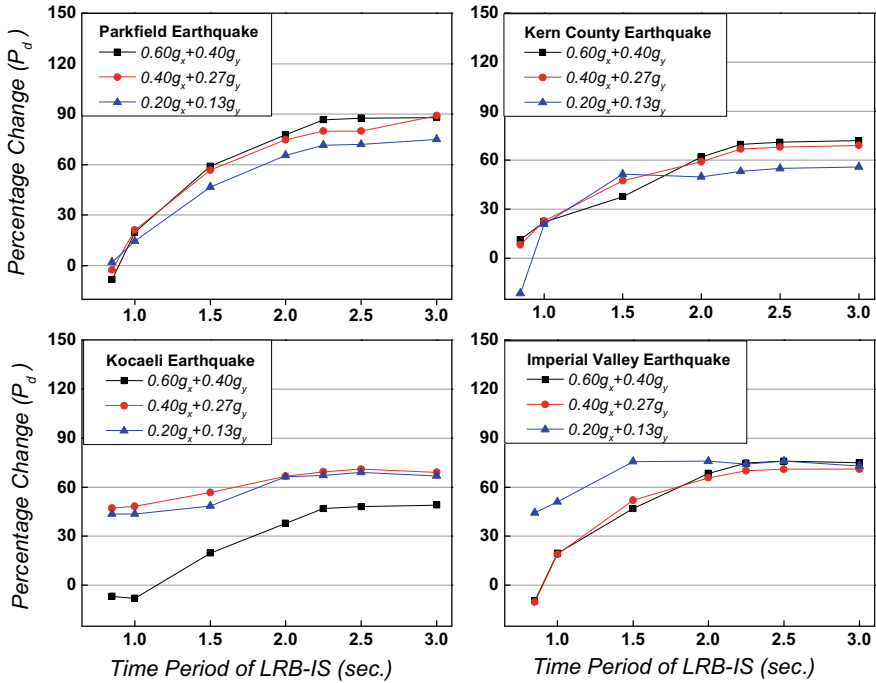 Parkfield Earthquake
0.60gx+0.40gy
0.40gx+0.27gy
0.20gx+0.13gy
150
120
90
60
30
0
1.0 1.5 2.0 2.5 3.0
Percentage Change (Pd)
Kern County Earthquake
0.60gx+0.40gy
0.40gx+0.27gy
0.20gx+0.13gy
150
120
90
60
30
0
1.0 1.5 2.0 2.5 3.0
Kocaeli Earthquake
0.60gx+0.40gy
0.40gx+0.27gy
0.20gx+0.13gy
150
120
90
60
30
0
1.0 1.5 2.0 2.5 3.0
Percentage Change (Pd)
Time Period of LRB-IS (sec.)
Imperial Valley Earthquake
0.60gx+0.40gy
0.40gx+0.27gy
0.20gx+0.13gy
150
120
90
60
30
0
1.0 1.5 2.0 2.5 3.0
Time Period of LRB-IS (sec.)